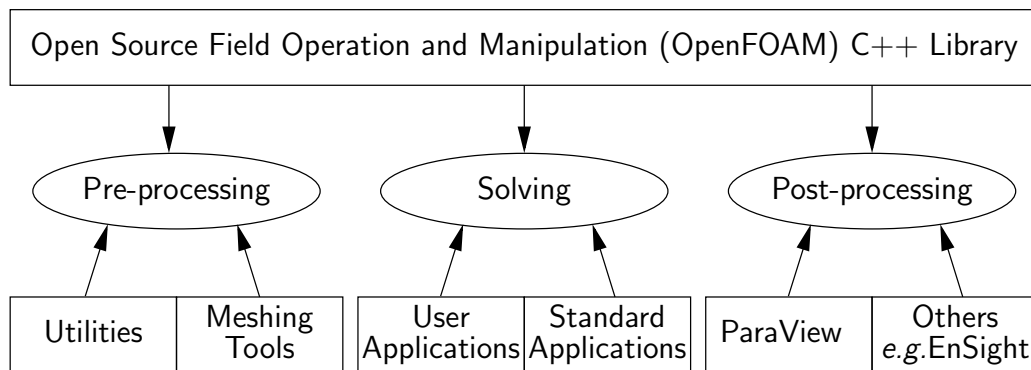 Open Source Field Operation and Manipulation (OpenFOAM) C++ Library
Pre-processing
Solving
Post-processing
Utilities
Meshing
Tools
User
Applications
Standard
Applications
ParaView
Others
e.g.EnSight